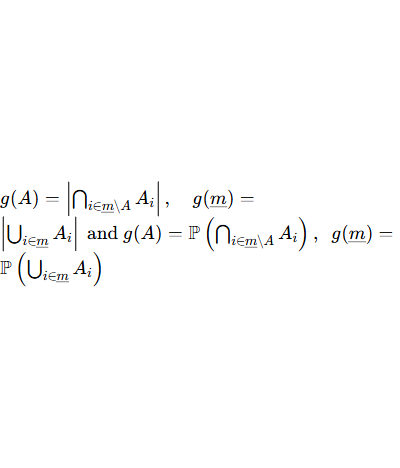 g(A) = |⋂_{i∈m̲\A} A_i|, g(m̲) =
|⋃_{i∈m̲} A_i| and g(A) = ℙ(⋂_{i∈m̲\A} A_i), g(m̲) =
ℙ(⋃_{i∈m̲} A_i)